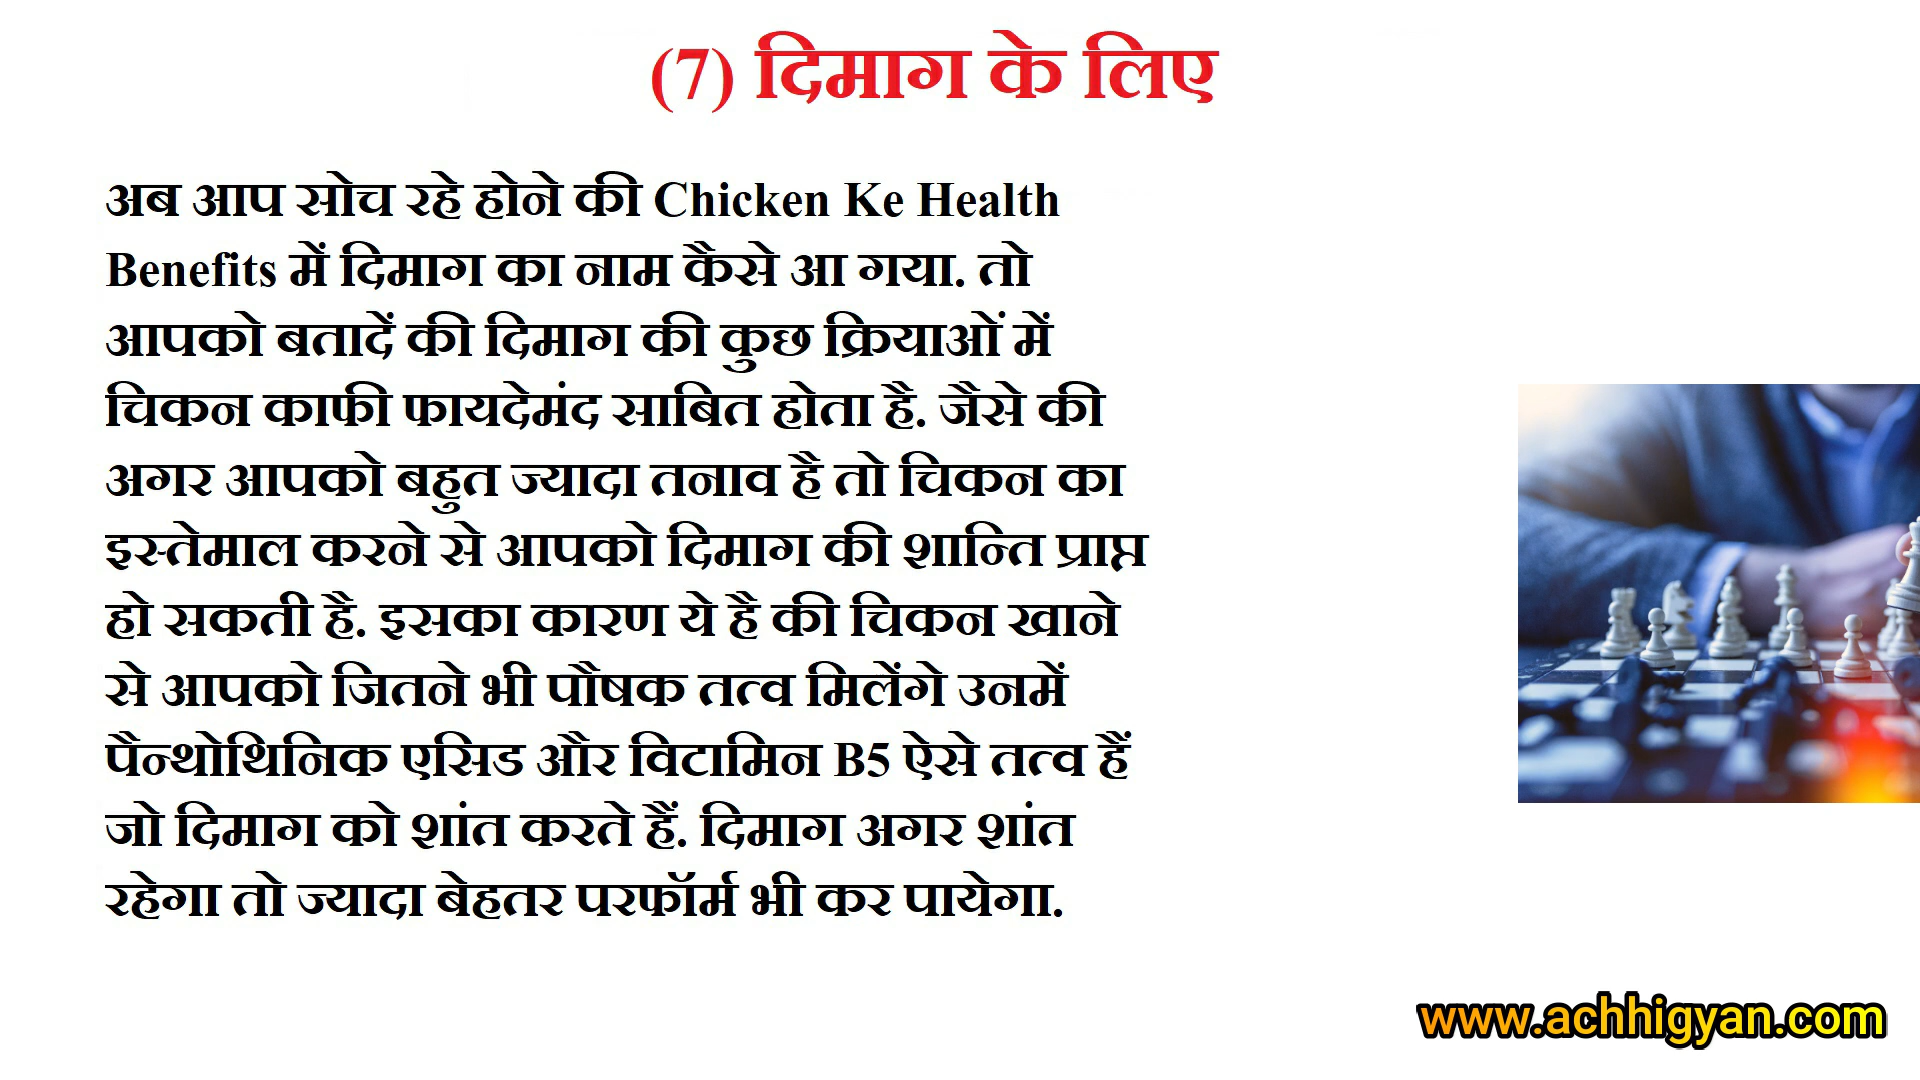 (7) दिमाग के लिए
अब आप सोच रहे होने की Chicken Ke Health
Benefits में दिमाग का नाम कैसे आ गया. तो
आपको बतादें की दिमाग की कुछ क्रियाओं में
चिकन काफी फायदेमंद साबित होता है. जैसे की
अगर आपको बहुत ज्यादा तनाव है तो चिकन का
इस्तेमाल करने से आपको दिमाग की शान्ति प्राप्त
हो सकती है. इसका कारण ये है की चिकन खाने
से आपको जितने भी पौषक तत्व मिलेंगे उनमें
पैन्थोथिनिक एसिड और विटामिन B5 ऐसे तत्व हैं
जो दिमाग को शांत करते हैं. दिमाग अगर शांत
रहेगा तो ज्यादा बेहतर परफॉर्म भी कर पायेगा.
www.achhigyan.com